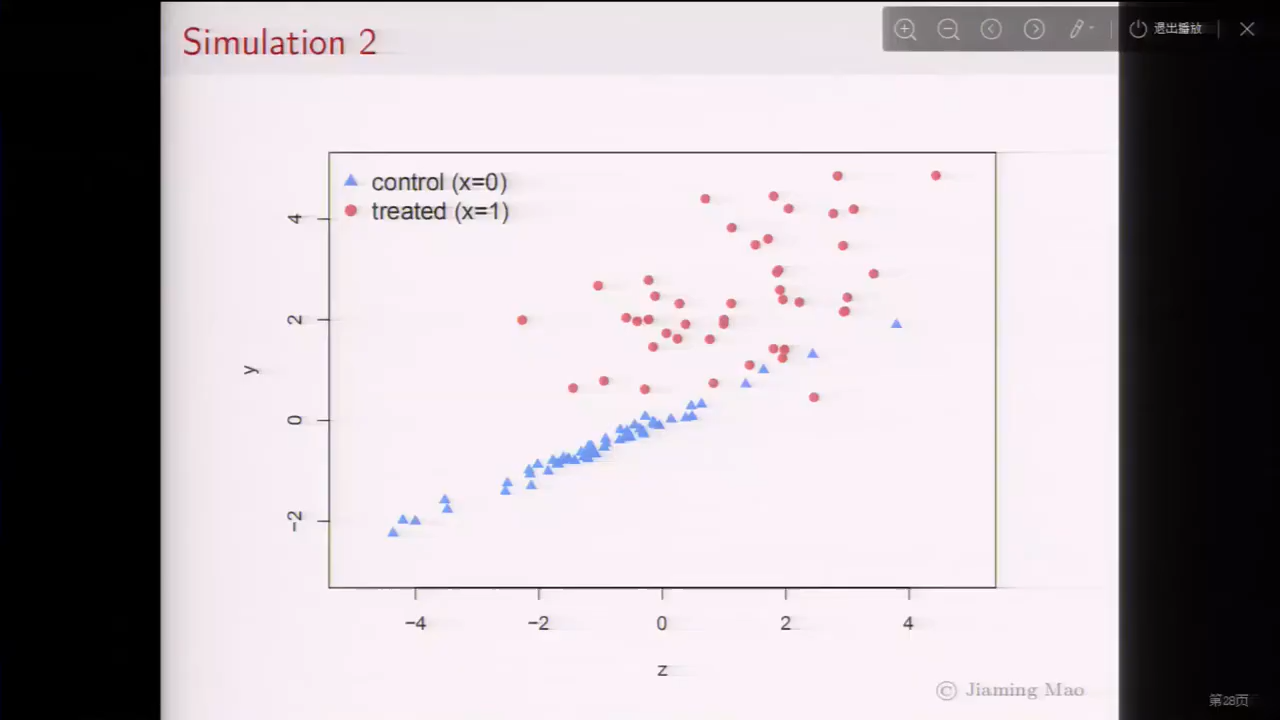 Simulation 2
退出播放
control (x=0)
treated (x=1)
4
2
0
−2
y
−4
−2
0
2
4
z
© Jiaming Mao
第28页